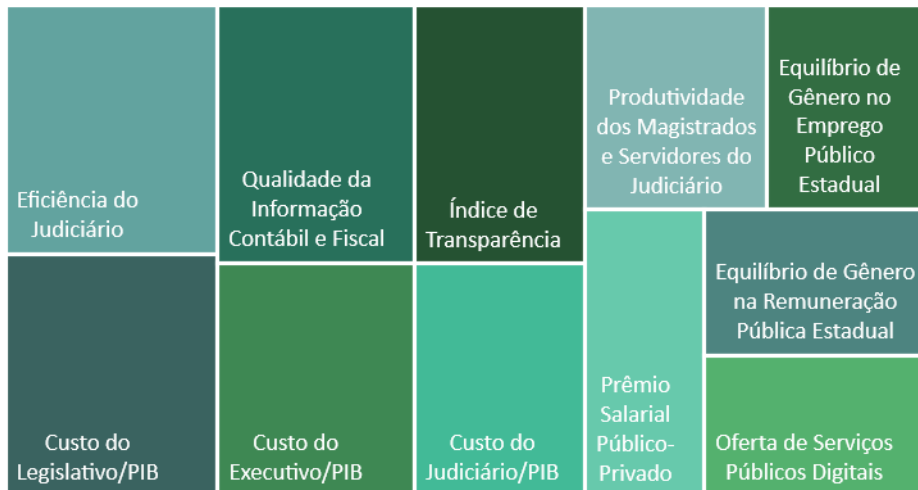 Eficiência do
Judiciário
Qualidade da
Informação
Contábil e Fiscal
Índice de
Transparência
Produtividade
dos Magistrados
e Servidores do
Judiciário
Equilíbrio de
Gênero no
Emprego
Público
Estadual
Custo do
Legislativo/PIB
Custo do
Executivo/PIB
Custo do
Judiciário/PIB
Prêmio
Salarial
Público-
Privado
Equilíbrio de Gênero
na Remuneração
Pública Estadual
Oferta de Serviços
Públicos Digitais